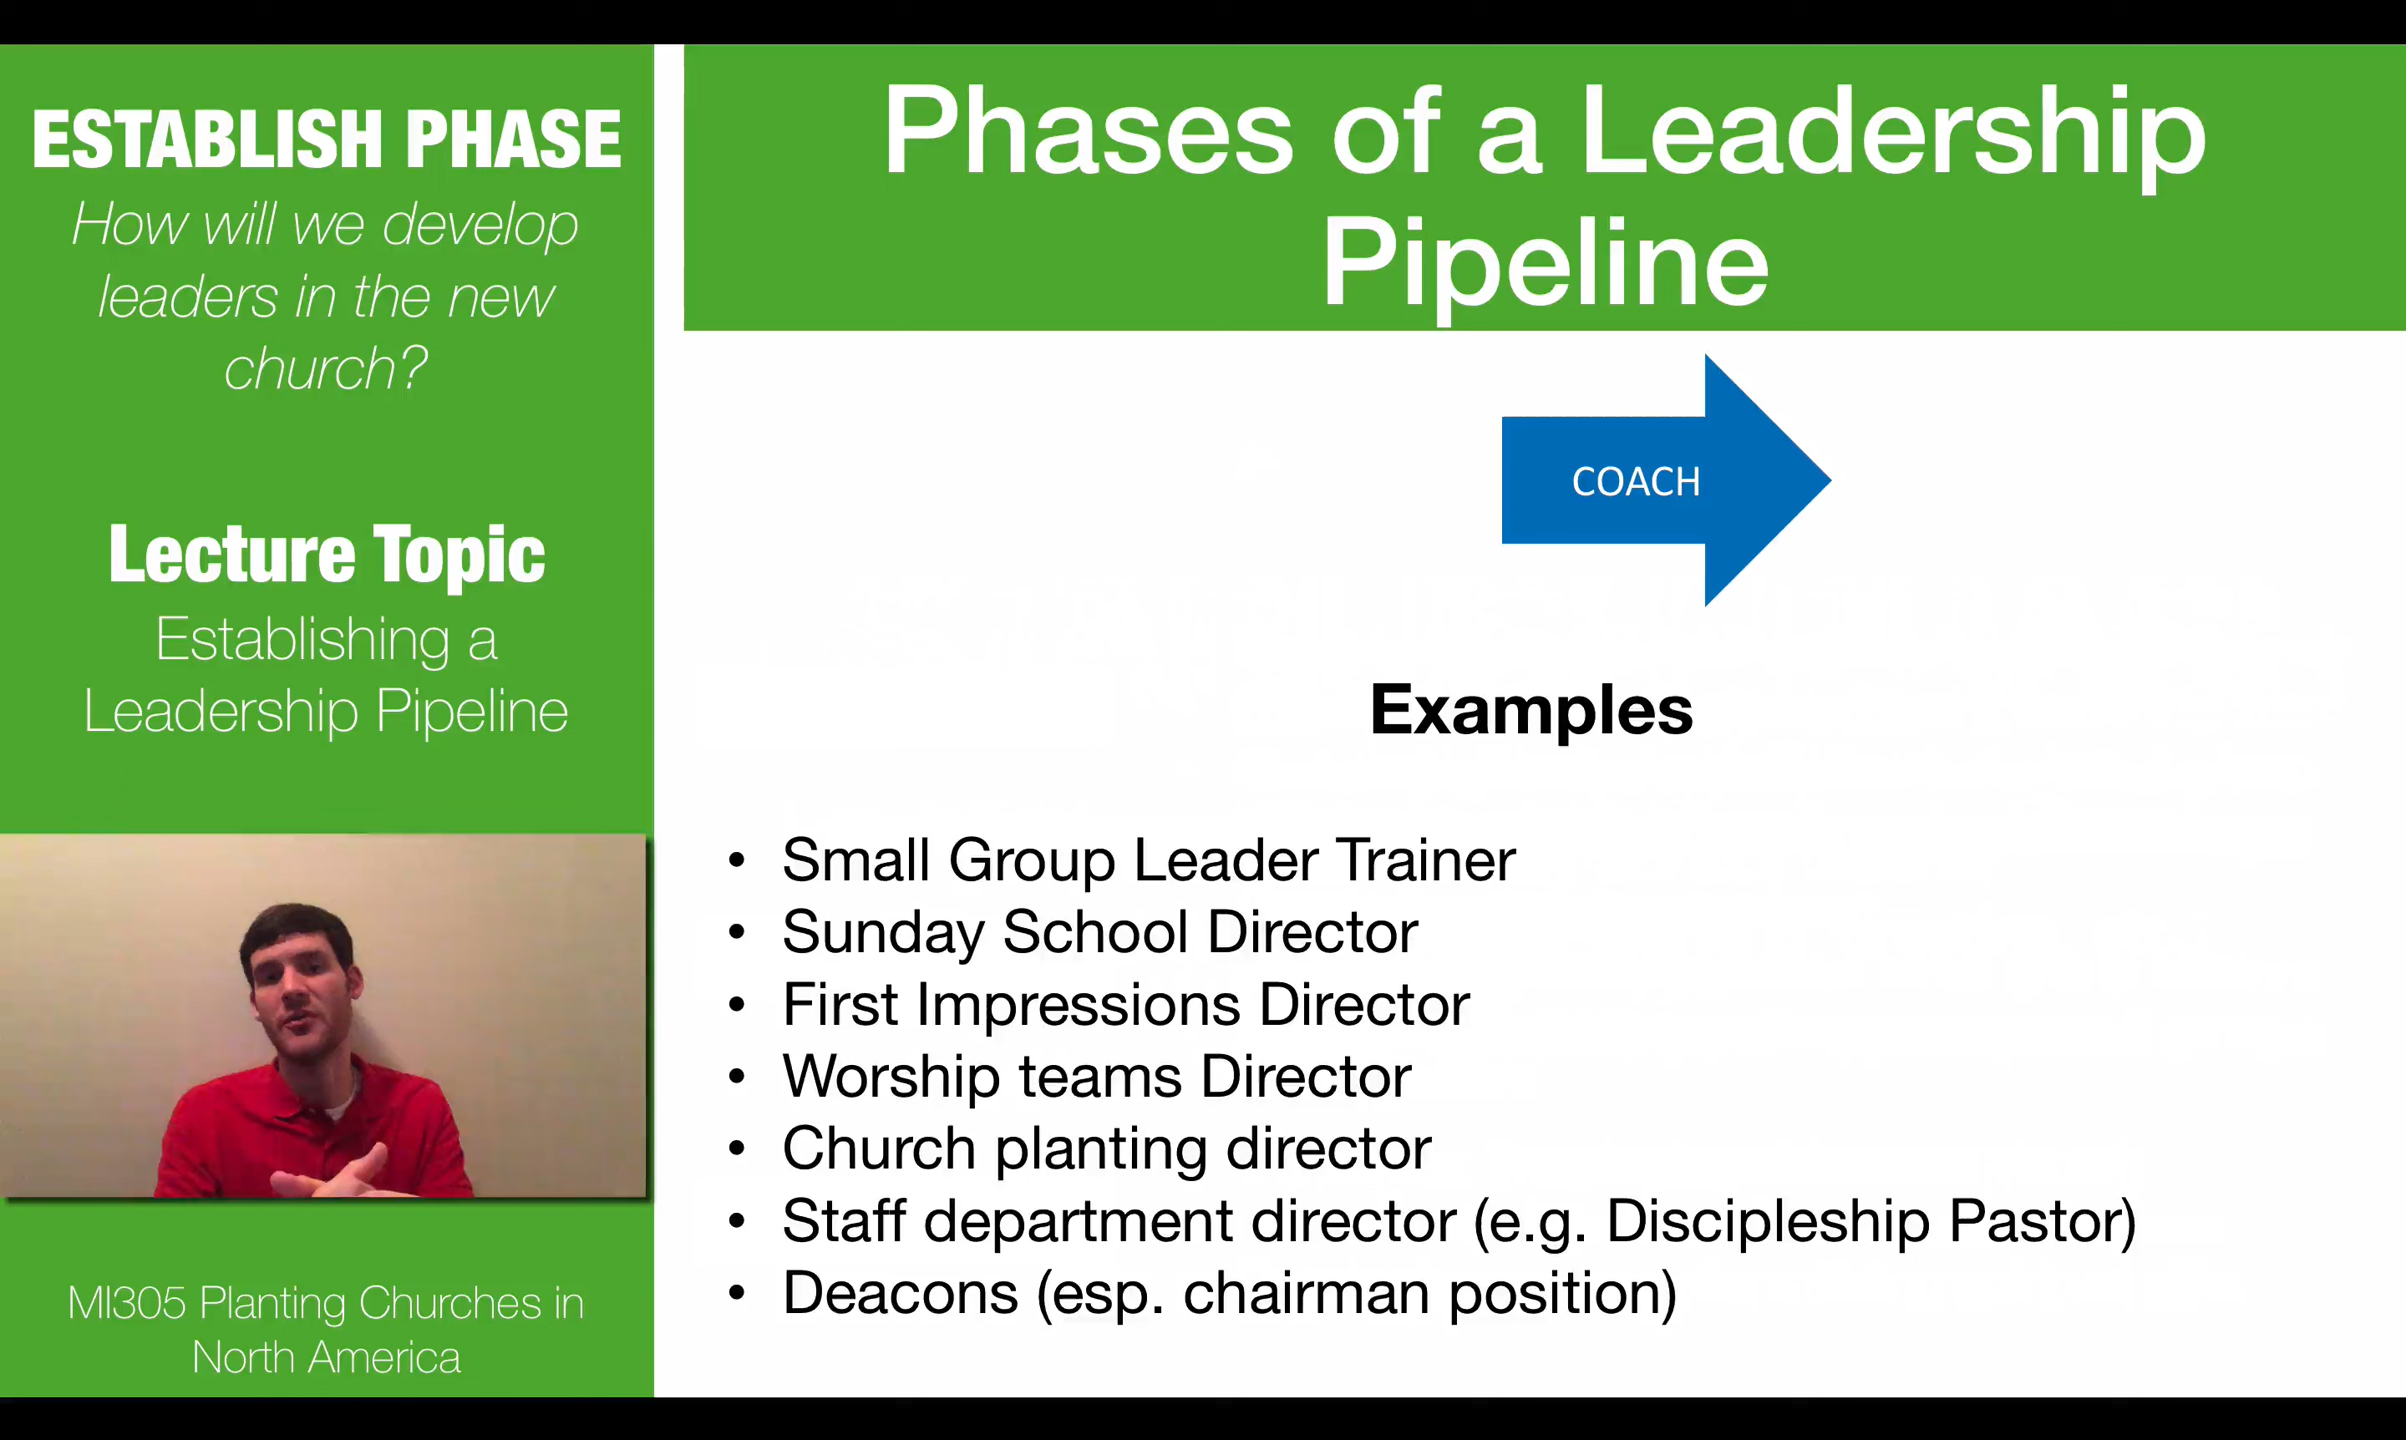 ESTABLISH PHASE
How will we develop
leaders in the new
church?
Lecture Topic
Establishing a
Leadership Pipeline
MI305 Planting Churches in
North America
Phases of a Leadership
Pipeline
COACH
Examples
• Small Group Leader Trainer
• Sunday School Director
• First Impressions Director
• Worship teams Director
• Church planting director
• Staff department director (e.g. Discipleship Pastor)
• Deacons (esp. chairman position)